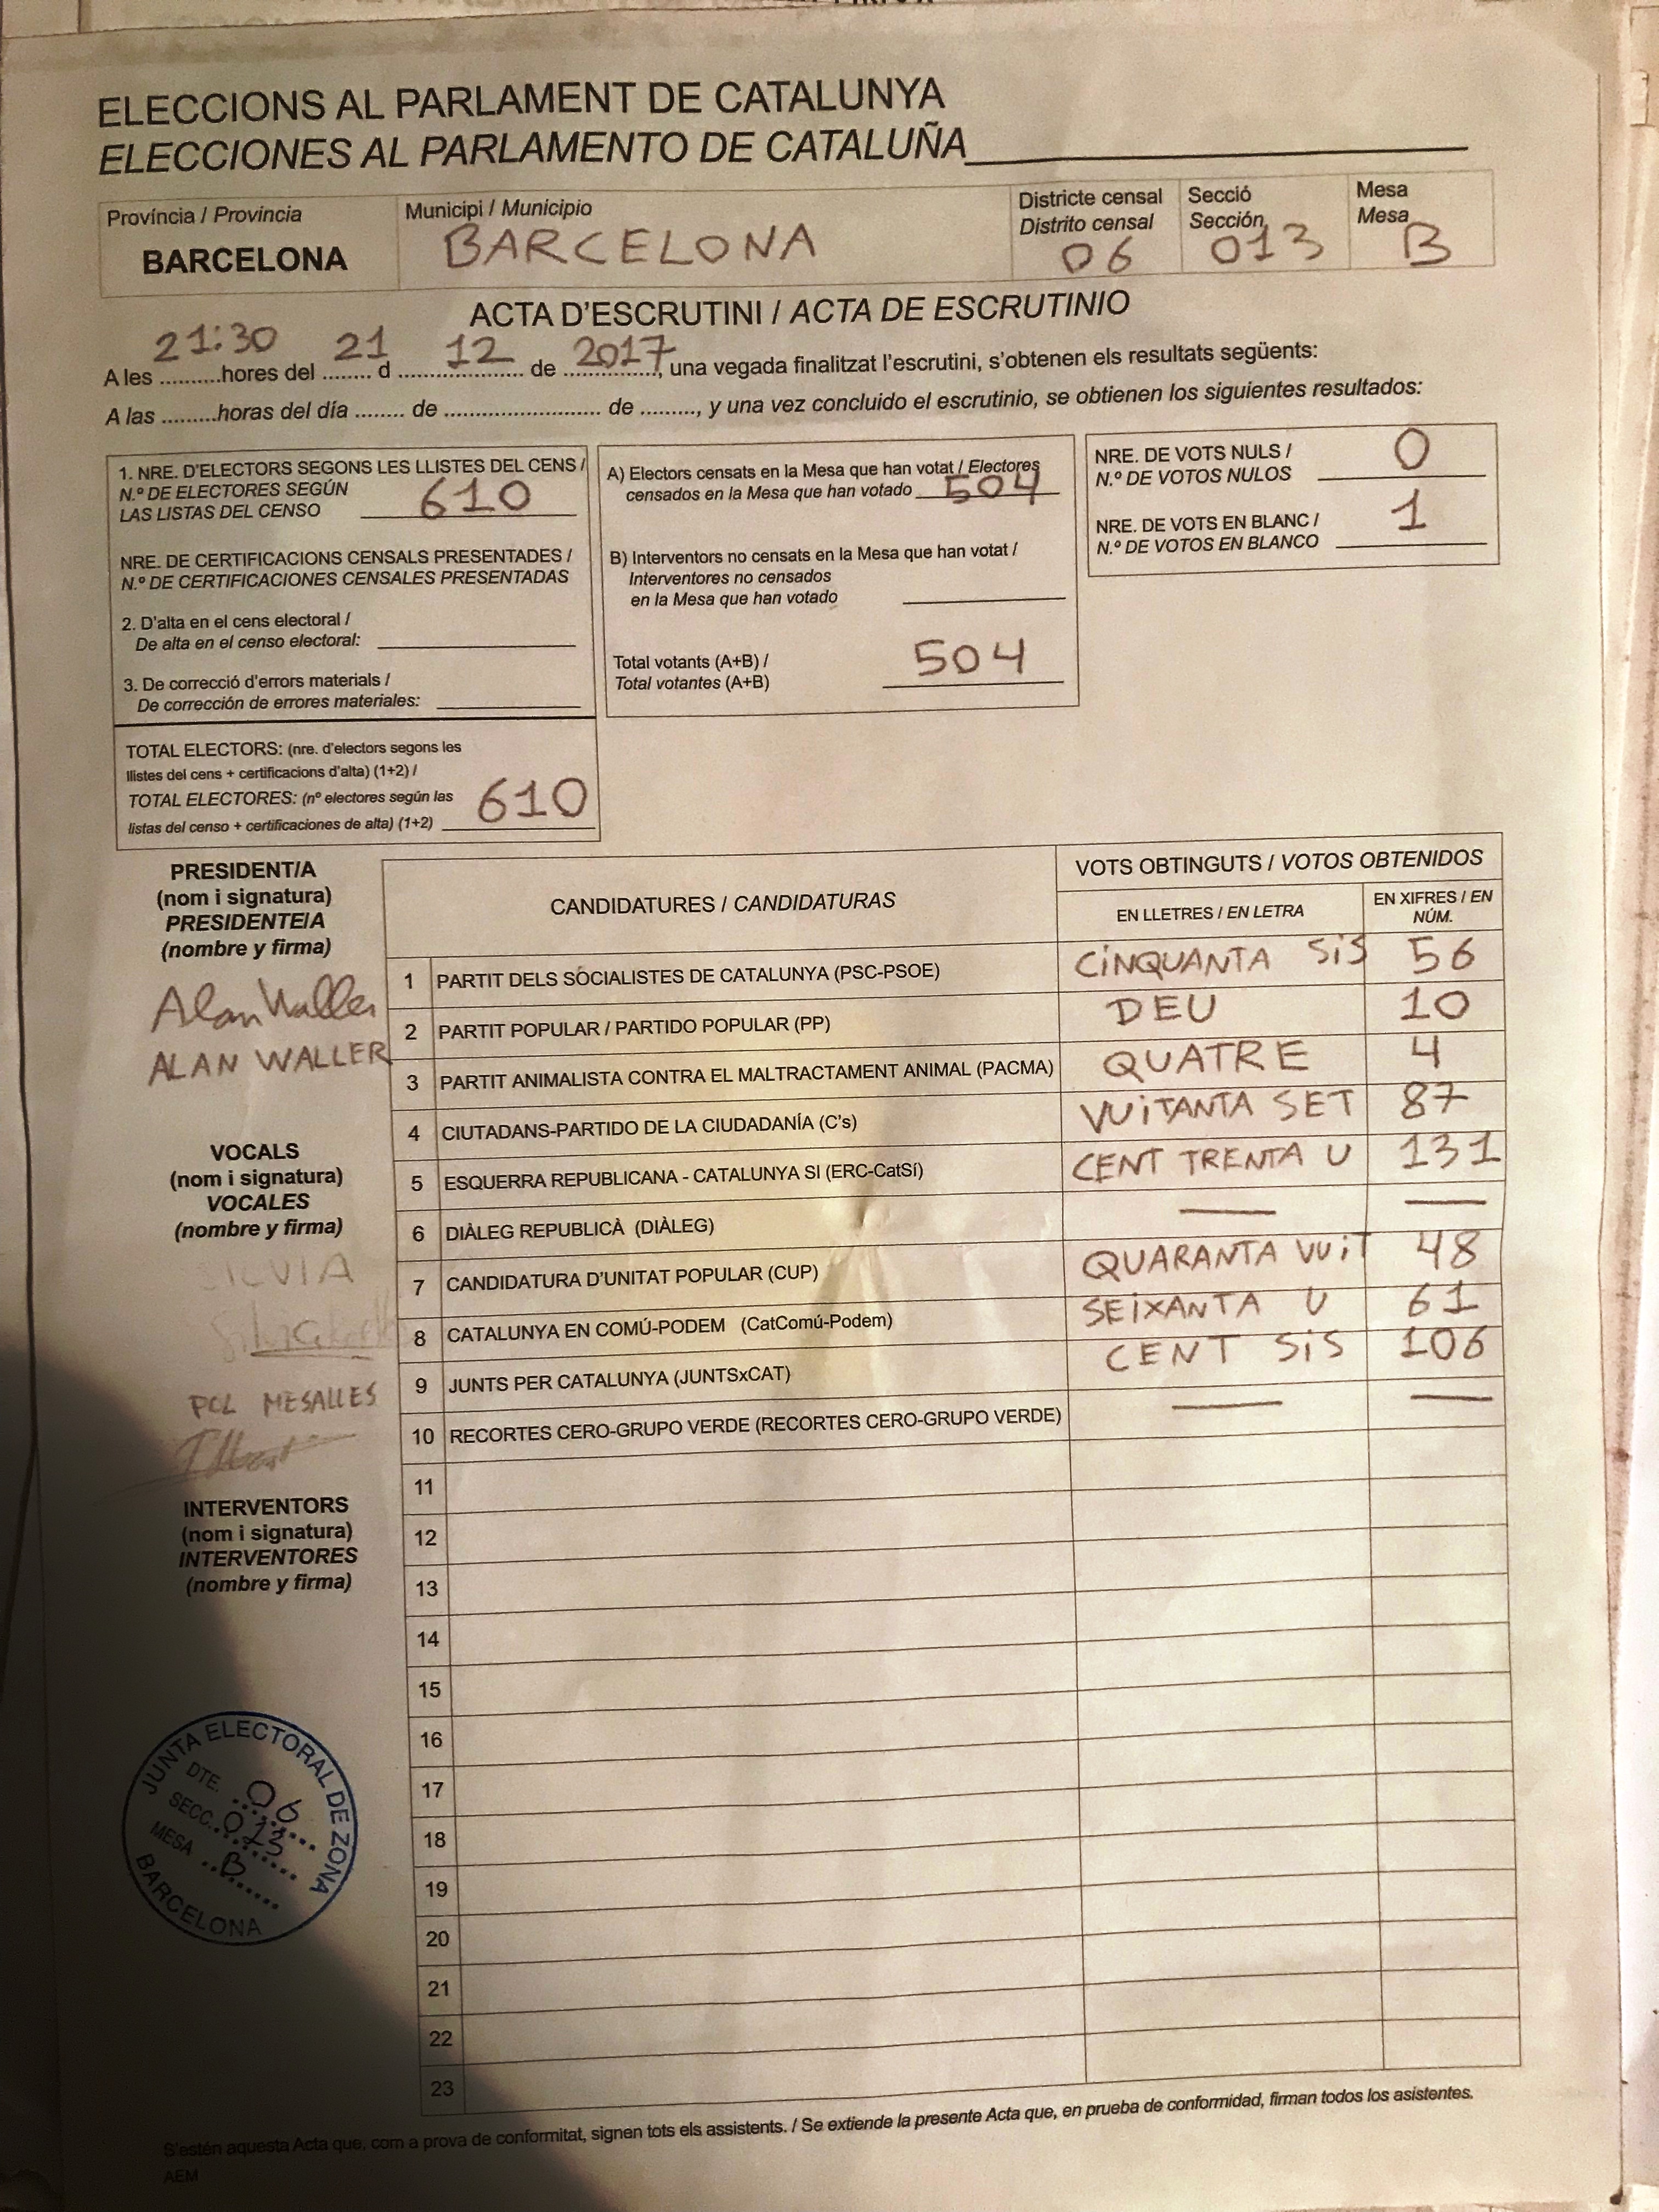 ELECCIONS AL PARLAMENT DE CATALUNYA
ELECCIONES AL PARLAMENTO DE CATALUÑA
Província / Provincia
BARCELONA
Municipi / Municipio
BARCELONA
Districte censal
Distrito censal
06
Secció
Sección
013
Mesa
Mesa
B
ACTA D'ESCRUTINI / ACTA DE ESCRUTINIO
A les 21:30 hores del 21 d 12 de 2017, una vegada finalitzat l'escrutini, s'obtenen els resultats següents:
A las ..........horas del día ....... de ........................ de ........., y una vez concluido el escrutinio, se obtienen los siguientes resultados:
1. NRE. D'ELECTORS SEGONS LES LLISTES DEL CENS /
N.º DE ELECTORES SEGÚN
LAS LISTAS DEL CENSO 610
NRE. DE CERTIFICACIONS CENSALS PRESENTADES /
N.º DE CERTIFICACIONES CENSALES PRESENTADAS
2. D'alta en el cens electoral /
De alta en el censo electoral:
3. De correcció d'errors materials /
De corrección de errores materiales:
TOTAL ELECTORS: (nre. d'electors segons les
llistes del cens + certificacions d'alta) (1+2) /
TOTAL ELECTORES: (nº electores según las
listas del censo + certificaciones de alta) (1+2) 610
A) Electors censats en la Mesa que han votat / Electores
censados en la Mesa que han votado 504
B) Interventors no censats en la Mesa que han votat /
Interventores no censados
en la Mesa que han votado
Total votants (A+B) /
Total votantes (A+B) 504
NRE. DE VOTS NULS /
N.º DE VOTOS NULOS 0
NRE. DE VOTS EN BLANC /
N.º DE VOTOS EN BLANCO 1
PRESIDENT/A
(nom i signatura)
PRESIDENTE/A
(nombre y firma)
Alan Waller
ALAN WALLER
VOCALS
(nom i signatura)
VOCALES
(nombre y firma)
SILVIA
POL MESALLES
INTERVENTORS
(nom i signatura)
INTERVENTORES
(nombre y firma)
JUNTA ELECTORAL DE ZONA
DTE.
SECC.
MESA B
BARCELONA
CANDIDATURES / CANDIDATURAS
VOTS OBTINGUTS / VOTOS OBTENIDOS
EN LLETRES / EN LETRA
EN XIFRES / EN
NÚM.
1 PARTIT DELS SOCIALISTES DE CATALUNYA (PSC-PSOE) CINQUANTA SIS 56
2 PARTIT POPULAR / PARTIDO POPULAR (PP) DEU 10
3 PARTIT ANIMALISTA CONTRA EL MALTRACTAMENT ANIMAL (PACMA) QUATRE 4
4 CIUTADANS-PARTIDO DE LA CIUDADANÍA (C's) VUITANTA SET 87
5 ESQUERRA REPUBLICANA - CATALUNYA SI (ERC-CatSí) CENT TRENTA U 131
6 DIÀLEG REPUBLICÀ (DIÀLEG) — —
7 CANDIDATURA D'UNITAT POPULAR (CUP) QUARANTA VUIT 48
8 CATALUNYA EN COMÚ-PODEM (CatComú-Podem) SEIXANTA U 61
9 JUNTS PER CATALUNYA (JUNTSxCAT) CENT SIS 106
10 RECORTES CERO-GRUPO VERDE (RECORTES CERO-GRUPO VERDE) — —
11
12
13
14
15
16
17
18
19
20
21
22
23
S'estén aquesta Acta que, com a prova de conformitat, signen tots els assistents. / Se extiende la presente Acta que, en prueba de conformidad, firman todos los asistentes.
AEM